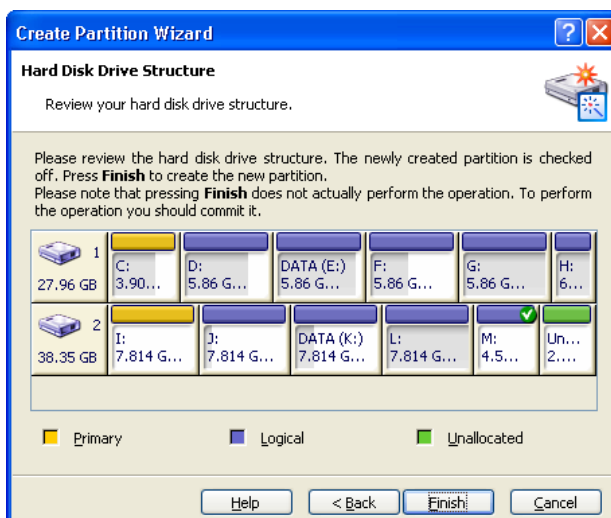 Create Partition Wizard
Hard Disk Drive Structure
Review your hard disk drive structure.
Please review the hard disk drive structure. The newly created partition is checked
off. Press Finish to create the new partition.
Please note that pressing Finish does not actually perform the operation. To perform
the operation you should commit it.
1
27.96 GB
C: D: DATA (E:) F: G: H:
3.90... 5.86 G... 5.86 G... 5.86 G... 5.86 G... 6...
2
38.35 GB
I: J: DATA (K:) L: M: Un...
7.814 G... 7.814 G... 7.814 G... 7.814 G... 4.5... 2....
Primary Logical Unallocated
Help < Back Finish Cancel